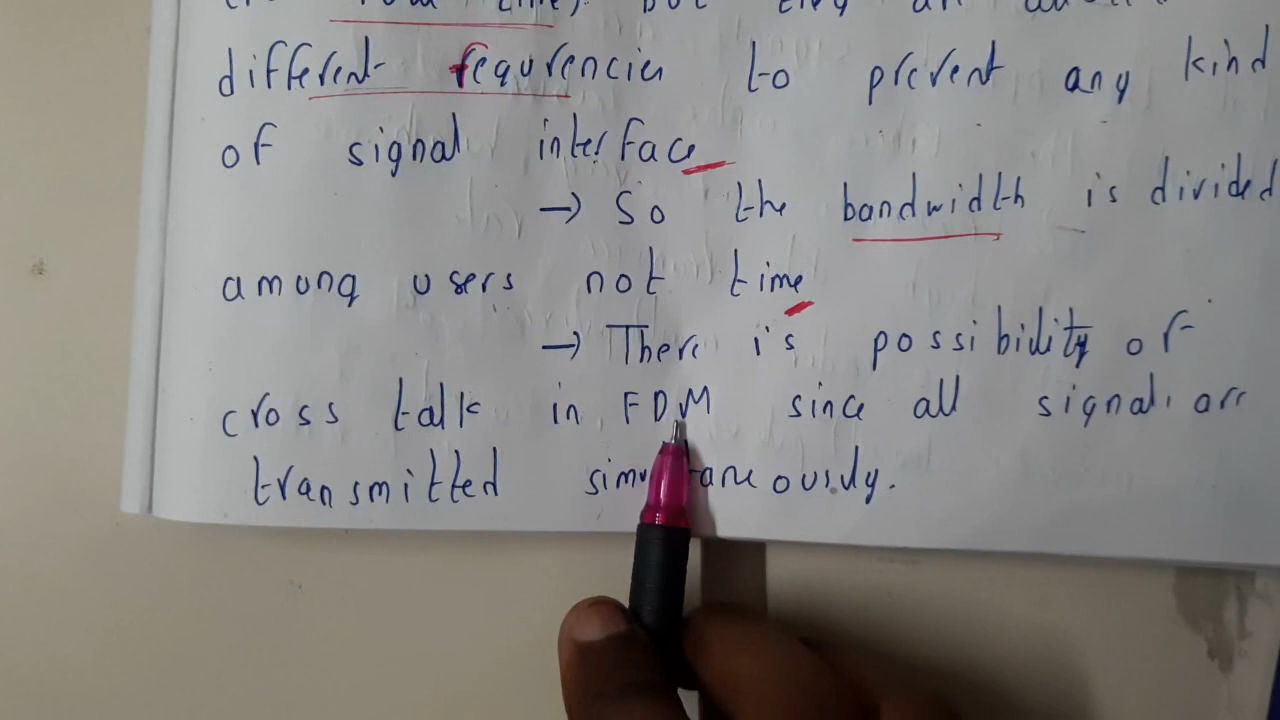 different fequrencies to prevent any kind
of signal interface
→ So the bandwidth is divided
among users not time
→ There is possibility of
cross talk in FDM since all signals are
transmitted simultaneously.